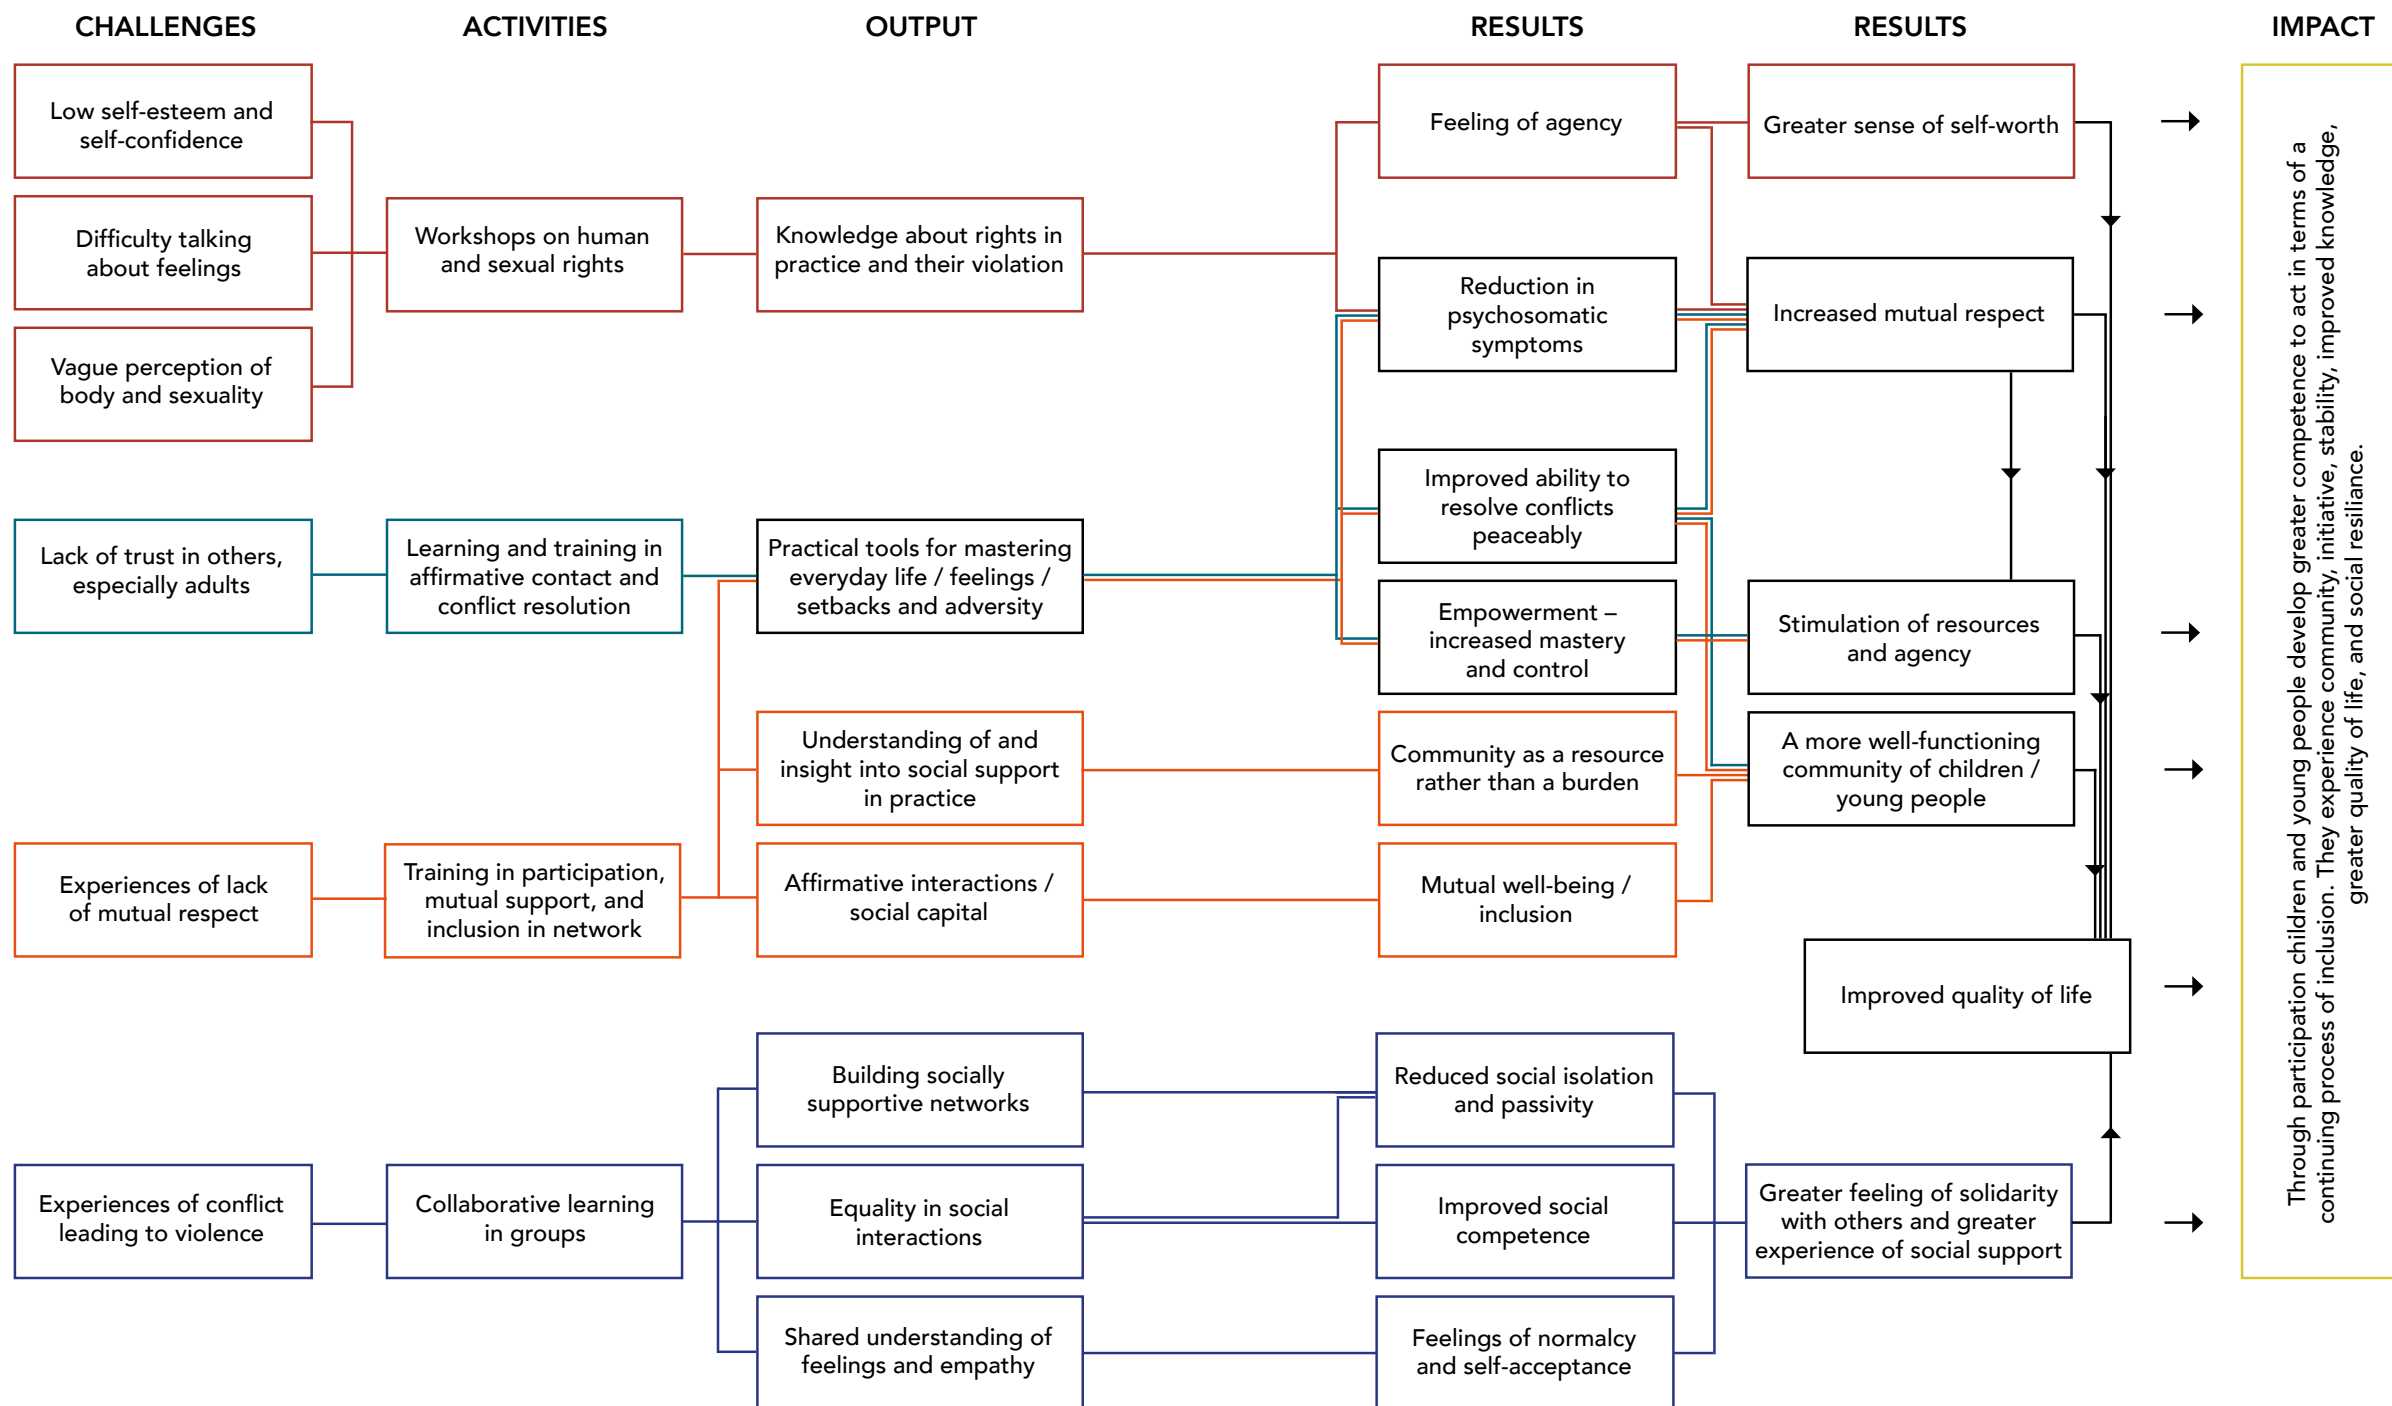 CHALLENGES
ACTIVITIES
OUTPUT
RESULTS
RESULTS
IMPACT
Low self-esteem and
self-confidence
Difficulty talking
about feelings
Vague perception of
body and sexuality
Lack of trust in others,
especially adults
Experiences of lack
of mutual respect
Experiences of conflict
leading to violence
Workshops on human
and sexual rights
Learning and training in
affirmative contact and
conflict resolution
Training in participation,
mutual support, and
inclusion in network
Collaborative learning
in groups
Knowledge about rights in
practice and their violation
Practical tools for mastering
everyday life / feelings /
setbacks and adversity
Understanding of and
insight into social support
in practice
Affirmative interactions /
social capital
Building socially
supportive networks
Equality in social
interactions
Shared understanding of
feelings and empathy
Feeling of agency
Reduction in
psychosomatic
symptoms
Improved ability to
resolve conflicts
peaceably
Empowerment –
increased mastery
and control
Community as a resource
rather than a burden
Mutual well-being /
inclusion
Reduced social isolation
and passivity
Improved social
competence
Feelings of normalcy
and self-acceptance
Greater sense of self-worth
Increased mutual respect
Stimulation of resources
and agency
A more well-functioning
community of children /
young people
Improved quality of life
Greater feeling of solidarity
with others and greater
experience of social support
Through participation children and young people develop greater competence to act in terms of a
continuing process of inclusion. They experience community, initiative, stability, improved knowledge,
greater quality of life, and social resiliance.